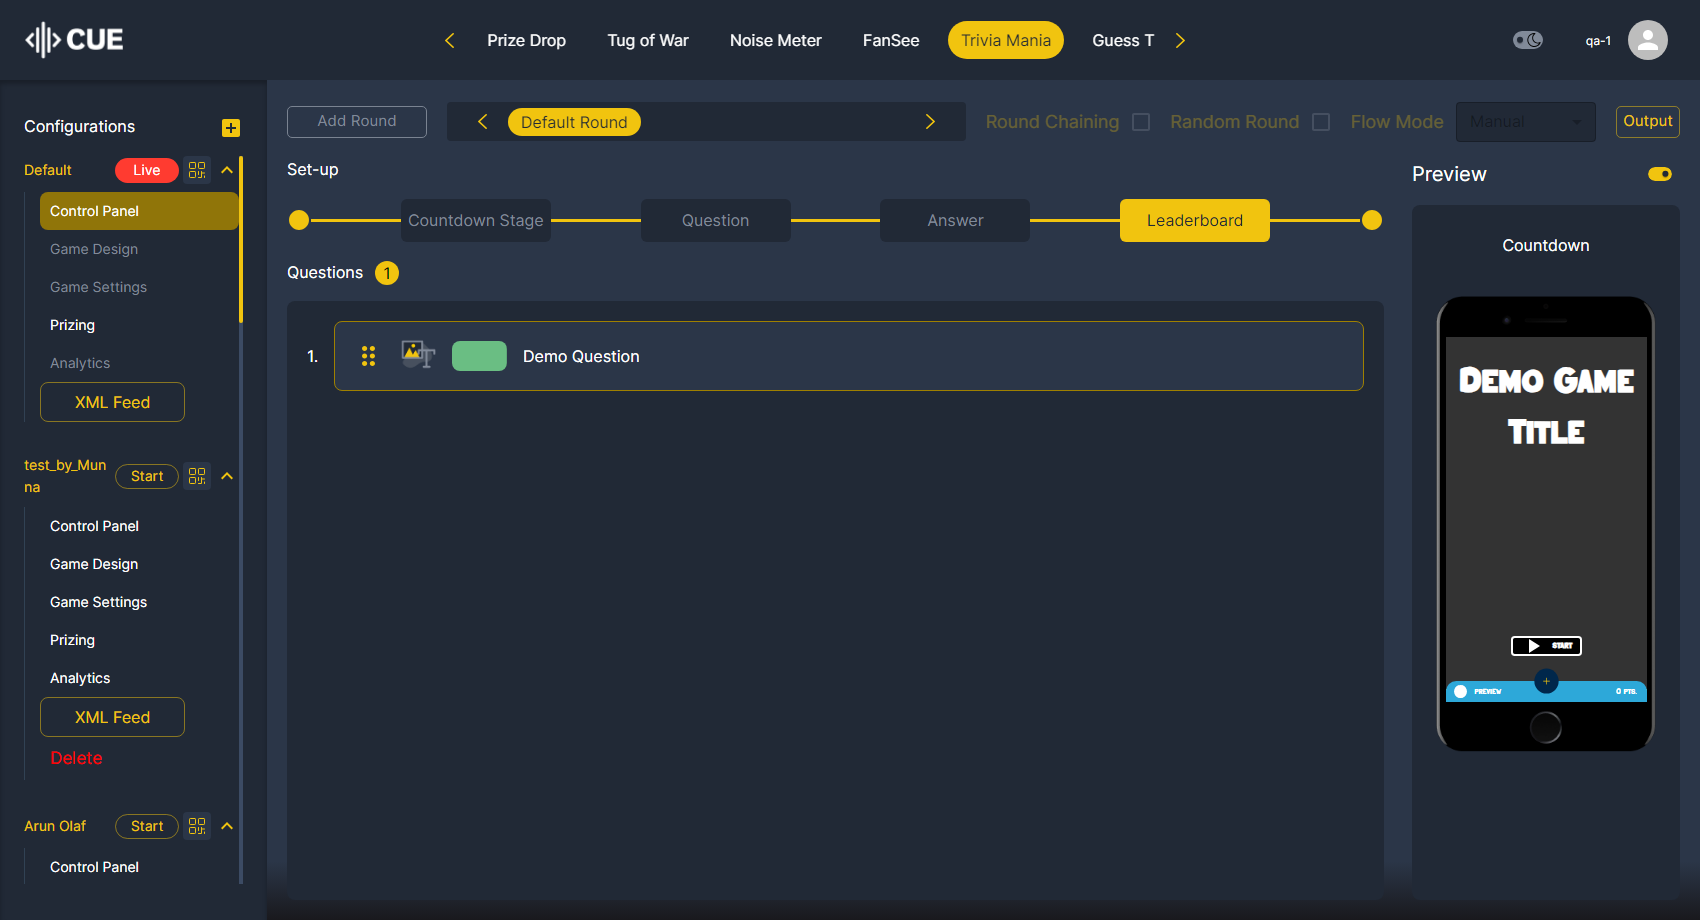 CUE
Prize Drop
Tug of War
Noise Meter
FanSee
Trivia Mania
Guess T
qa-1
Configurations
Default
Live
Control Panel
Game Design
Game Settings
Prizing
Analytics
XML Feed
test_by_Mun
na
Start
Control Panel
Game Design
Game Settings
Prizing
Analytics
XML Feed
Delete
Arun Olaf
Start
Control Panel
Add Round
Default Round
Round Chaining
Random Round
Flow Mode
Manual
Output
Set-up
Countdown Stage
Question
Answer
Leaderboard
Questions 1
1. Demo Question
Preview
Countdown
DEMO GAME
TITLE
START
PREVIEW
0 PTS.